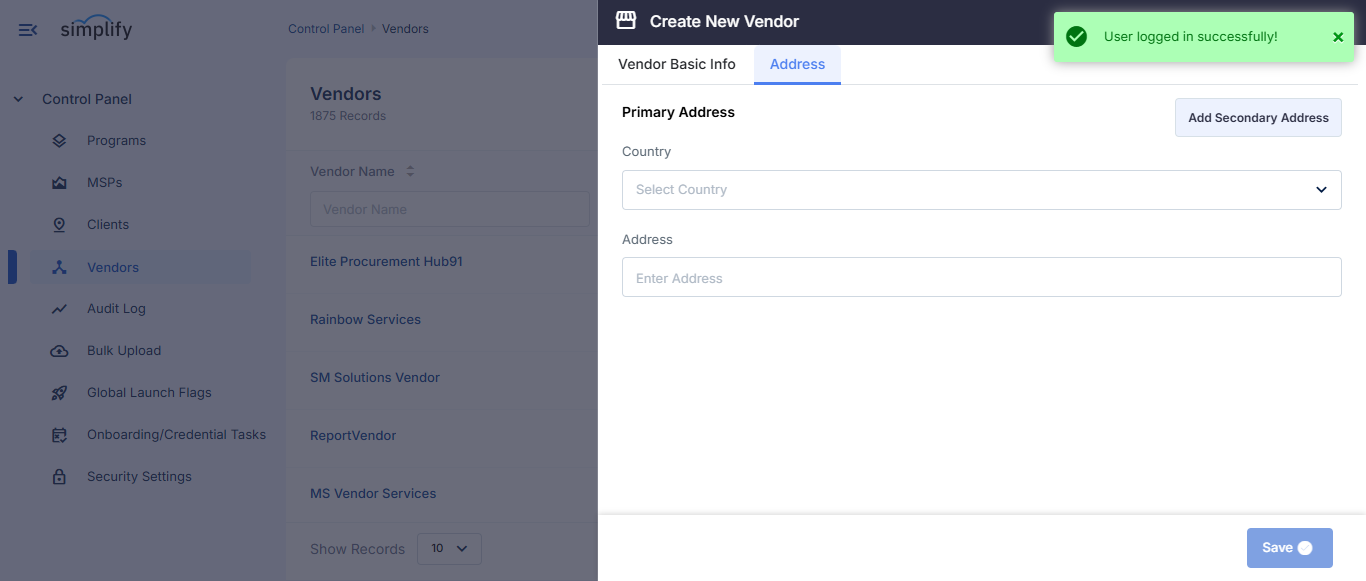 simplify
Control Panel
Programs
MSPs
Clients
Vendors
Audit Log
Bulk Upload
Global Launch Flags
Onboarding/Credential Tasks
Security Settings
Control Panel > Vendors
Vendors
1875 Records
Vendor Name
Vendor Name
Elite Procurement Hub91
Rainbow Services
SM Solutions Vendor
ReportVendor
MS Vendor Services
Show Records 10
Create New Vendor
User logged in successfully!
Vendor Basic Info Address
Primary Address
Add Secondary Address
Country
Select Country
Address
Enter Address
Save